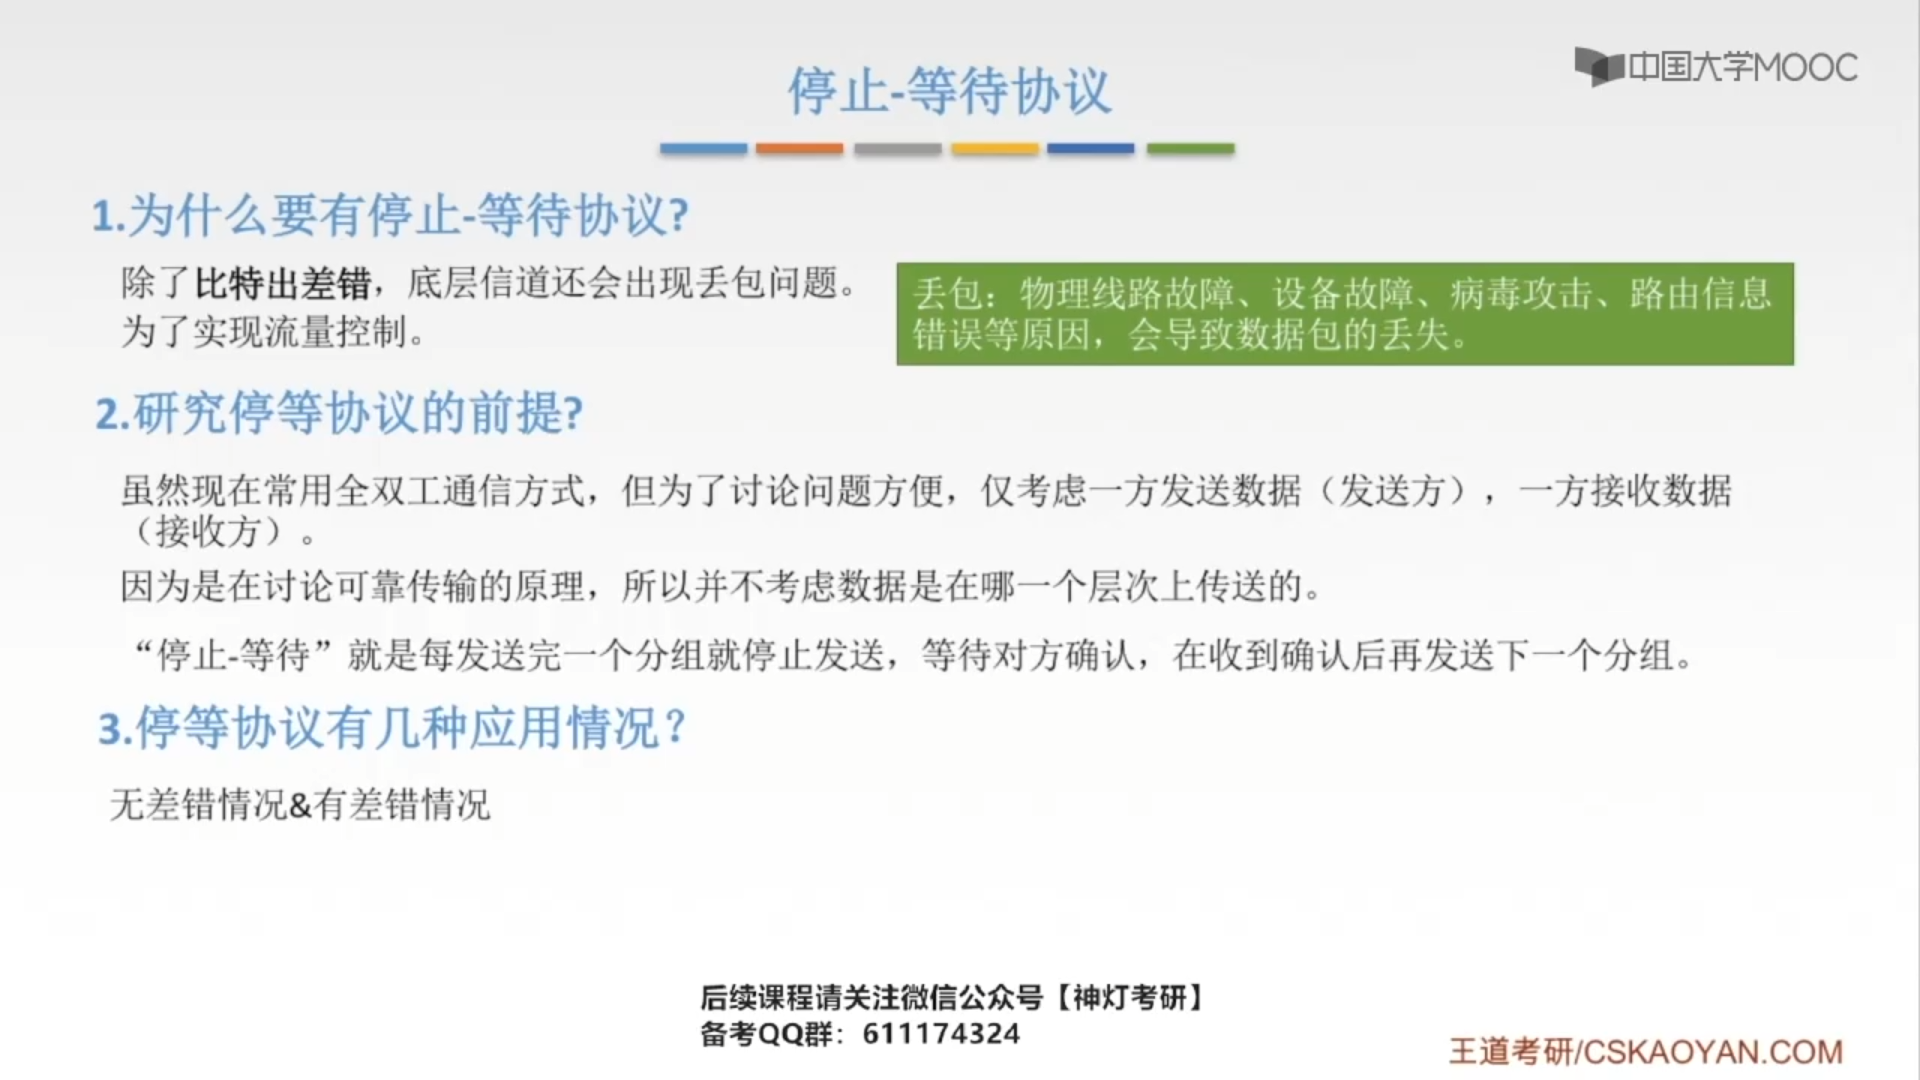 中国大学MOOC
停止-等待协议
1.为什么要有停止-等待协议?
除了比特出差错，底层信道还会出现丢包问题。
为了实现流量控制。
丢包：物理线路故障、设备故障、病毒攻击、路由信息
错误等原因，会导致数据包的丢失。
2.研究停等协议的前提?
虽然现在常用全双工通信方式，但为了讨论问题方便，仅考虑一方发送数据（发送方），一方接收数据
（接收方）。
因为是在讨论可靠传输的原理，所以并不考虑数据是在哪一个层次上传送的。
“停止-等待”就是每发送完一个分组就停止发送，等待对方确认，在收到确认后再发送下一个分组。
3.停等协议有几种应用情况？
无差错情况&有差错情况
后续课程请关注微信公众号【神灯考研】
备考QQ群：611174324
王道考研/CSKAOYAN.COM